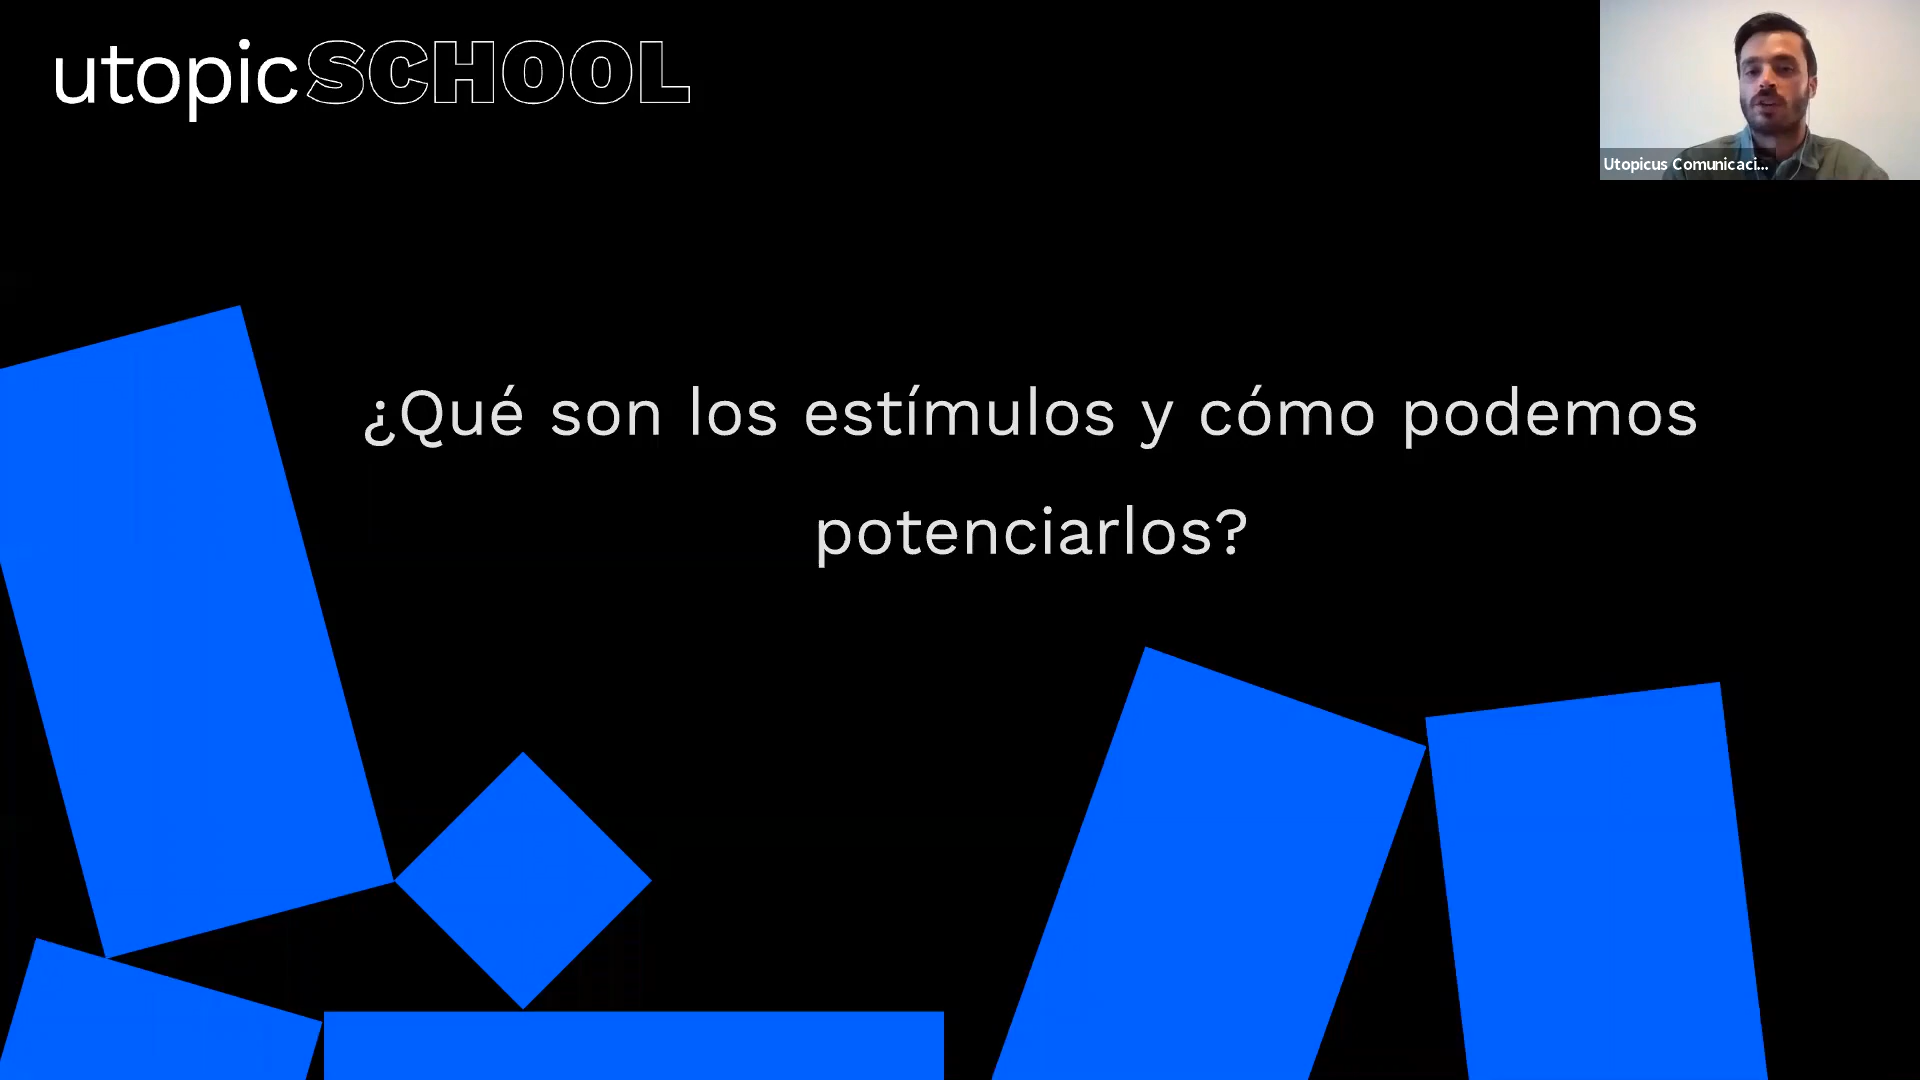 utopicSCHOOL
Utopicus Comunicaci...
¿Qué son los estímulos y cómo podemos
potenciarlos?